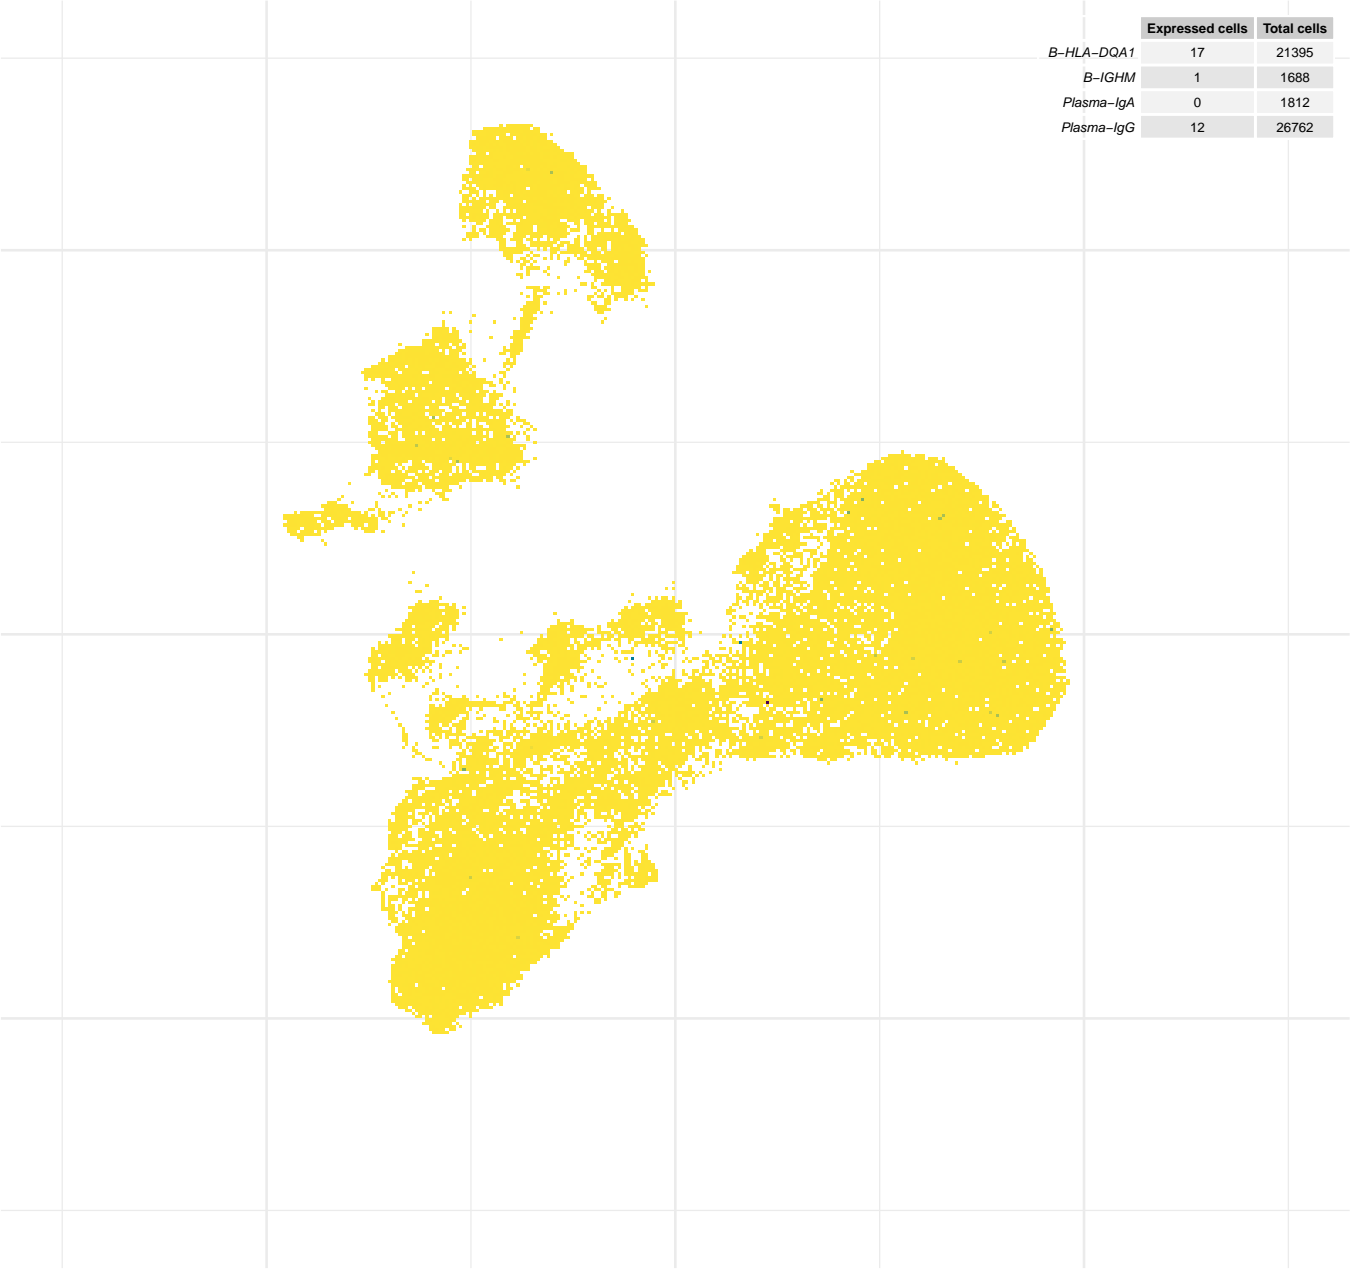 Expressed cells Total cells
B−HLA−DQA1 17 21395
B−IGHM 1 1688
Plasma−IgA 0 1812
Plasma−IgG 12 26762